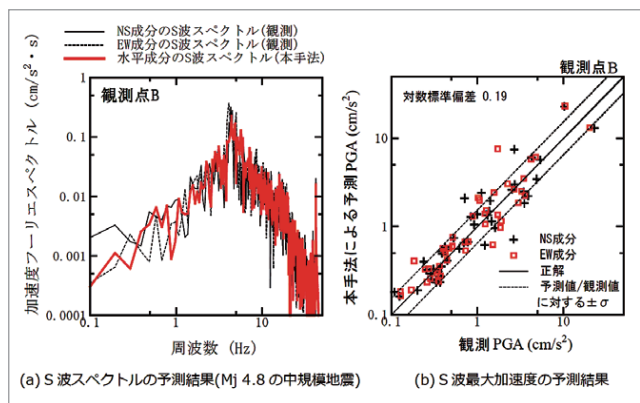 NS成分のS波スペクトル(観測)
EW成分のS波スペクトル(観測)
水平成分のS波スペクトル(本手法)
加速度フーリエスペクトル (cm/s²・s)
観測点B
1
0.1
0.01
0.001
0.0001
0.1
1
10
周波数 (Hz)
(a) S 波スペクトルの予測結果(Mj 4.8 の中規模地震)
観測点B
対数標準偏差 0.19
本手法による予測 PGA (cm/s²)
10
1
0.1
NS成分
EW成分
正解
予測値/観測値
に対する±σ
0.1
1
10
観測 PGA (cm/s²)
(b) S 波最大加速度の予測結果